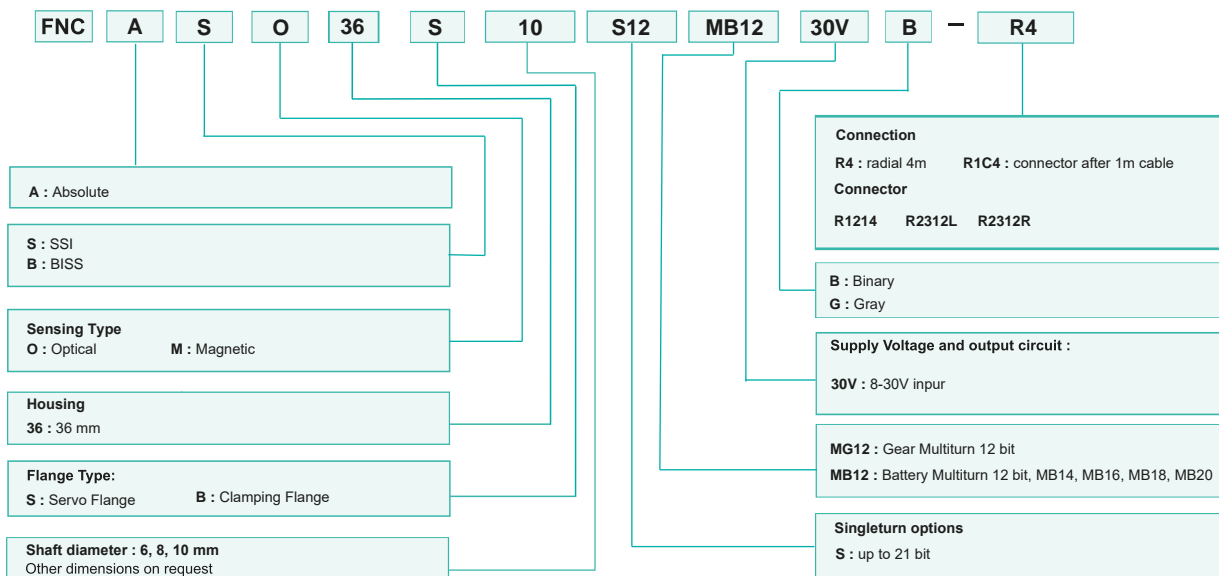 FNC A S O 36 S 10 S12 MB12 30V B – R4
A : Absolute
S : SSI
B : BISS
Sensing Type
O : Optical M : Magnetic
Housing
36 : 36 mm
Flange Type:
S : Servo Flange B : Clamping Flange
Shaft diameter : 6, 8, 10 mm
Other dimensions on request
Connection
R4 : radial 4m R1C4 : connector after 1m cable
Connector
R1214 R2312L R2312R
B : Binary
G : Gray
Supply Voltage and output circuit :
30V : 8-30V inpur
MG12 : Gear Multiturn 12 bit
MB12 : Battery Multiturn 12 bit, MB14, MB16, MB18, MB20
Singleturn options
S : up to 21 bit